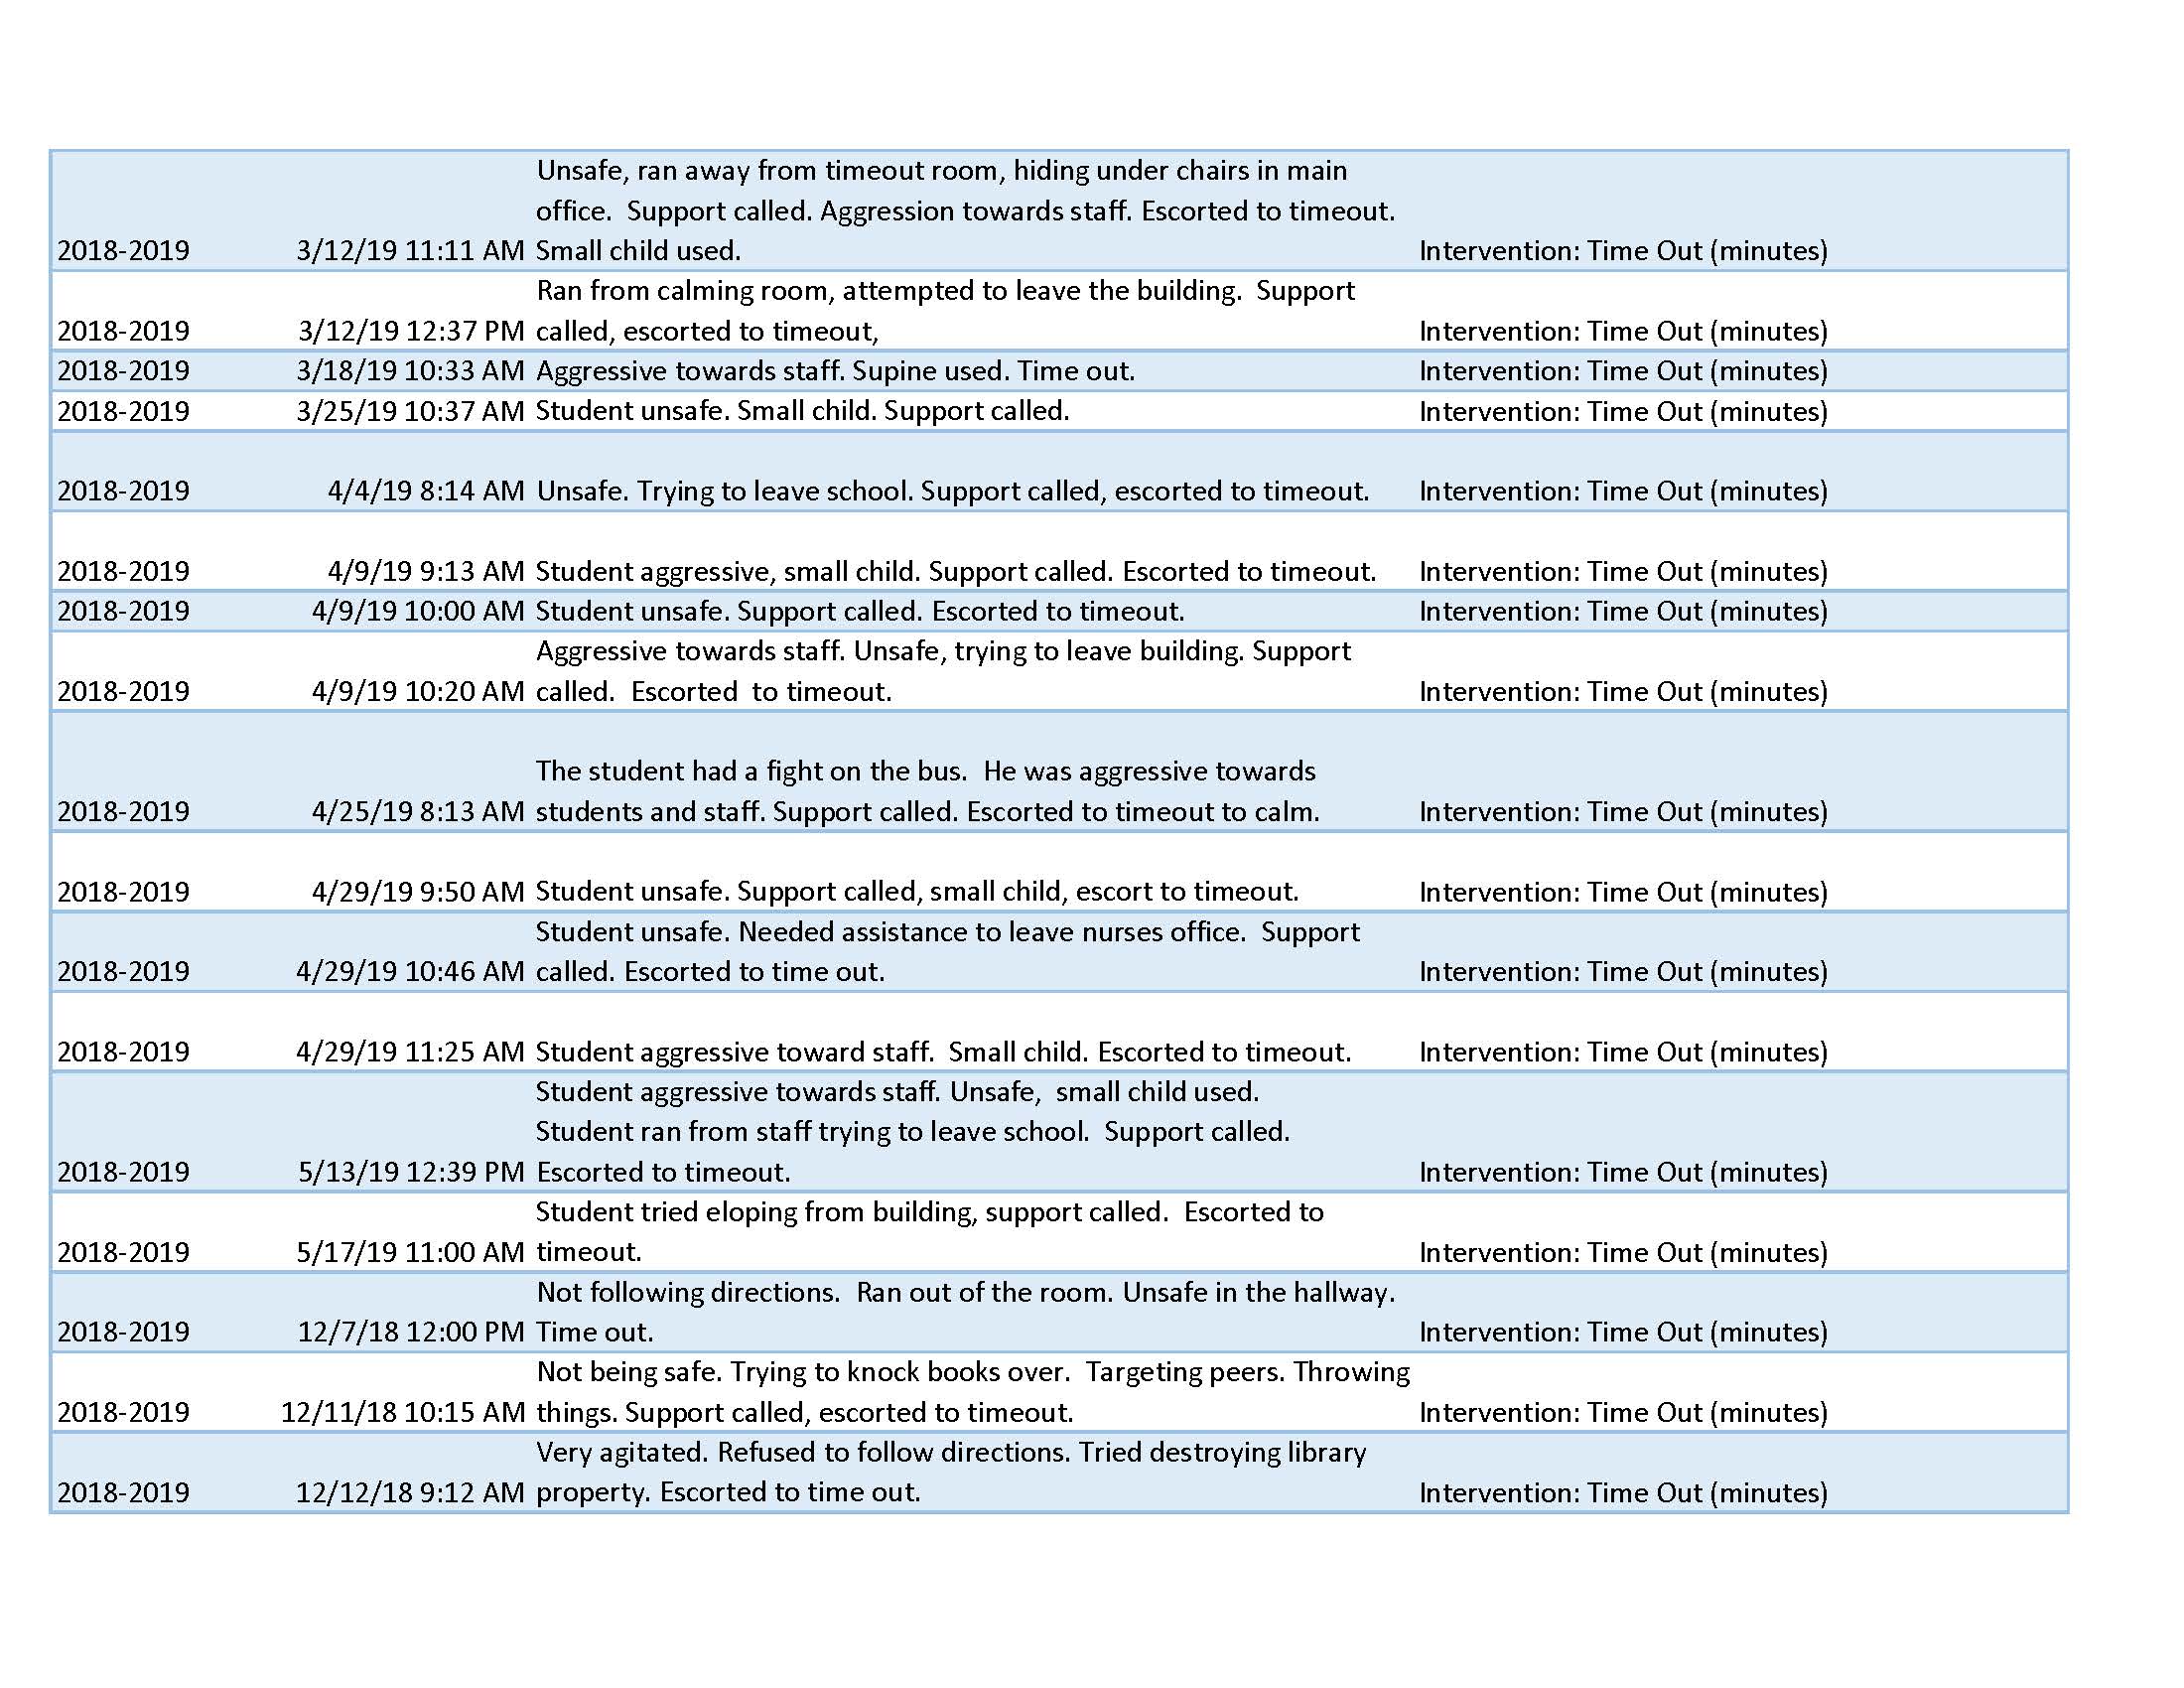 Unsafe, ran away from timeout room, hiding under chairs in main
office.  Support called. Aggression towards staff. Escorted to timeout.
2018-2019 3/12/19 11:11 AM Small child used. Intervention: Time Out (minutes)
Ran from calming room, attempted to leave the building.  Support
2018-2019 3/12/19 12:37 PM called, escorted to timeout, Intervention: Time Out (minutes)
2018-2019 3/18/19 10:33 AM Aggressive towards staff. Supine used. Time out. Intervention: Time Out (minutes)
2018-2019 3/25/19 10:37 AM Student unsafe. Small child. Support called. Intervention: Time Out (minutes)
2018-2019 4/4/19 8:14 AM Unsafe. Trying to leave school. Support called, escorted to timeout. Intervention: Time Out (minutes)
2018-2019 4/9/19 9:13 AM Student aggressive, small child. Support called. Escorted to timeout. Intervention: Time Out (minutes)
2018-2019 4/9/19 10:00 AM Student unsafe. Support called. Escorted to timeout. Intervention: Time Out (minutes)
Aggressive towards staff. Unsafe, trying to leave building. Support
2018-2019 4/9/19 10:20 AM called.  Escorted  to timeout. Intervention: Time Out (minutes)
The student had a fight on the bus.  He was aggressive towards
2018-2019 4/25/19 8:13 AM students and staff. Support called. Escorted to timeout to calm. Intervention: Time Out (minutes)
2018-2019 4/29/19 9:50 AM Student unsafe. Support called, small child, escort to timeout. Intervention: Time Out (minutes)
Student unsafe. Needed assistance to leave nurses office.  Support
2018-2019 4/29/19 10:46 AM called. Escorted to time out. Intervention: Time Out (minutes)
2018-2019 4/29/19 11:25 AM Student aggressive toward staff.  Small child. Escorted to timeout. Intervention: Time Out (minutes)
Student aggressive towards staff. Unsafe,  small child used.
Student ran from staff trying to leave school.  Support called.
2018-2019 5/13/19 12:39 PM Escorted to timeout. Intervention: Time Out (minutes)
Student tried eloping from building, support called.  Escorted to
2018-2019 5/17/19 11:00 AM timeout. Intervention: Time Out (minutes)
Not following directions.  Ran out of the room. Unsafe in the hallway.
2018-2019 12/7/18 12:00 PM Time out. Intervention: Time Out (minutes)
Not being safe. Trying to knock books over.  Targeting peers. Throwing
2018-2019 12/11/18 10:15 AM things. Support called, escorted to timeout. Intervention: Time Out (minutes)
Very agitated. Refused to follow directions. Tried destroying library
2018-2019 12/12/18 9:12 AM property. Escorted to time out. Intervention: Time Out (minutes)